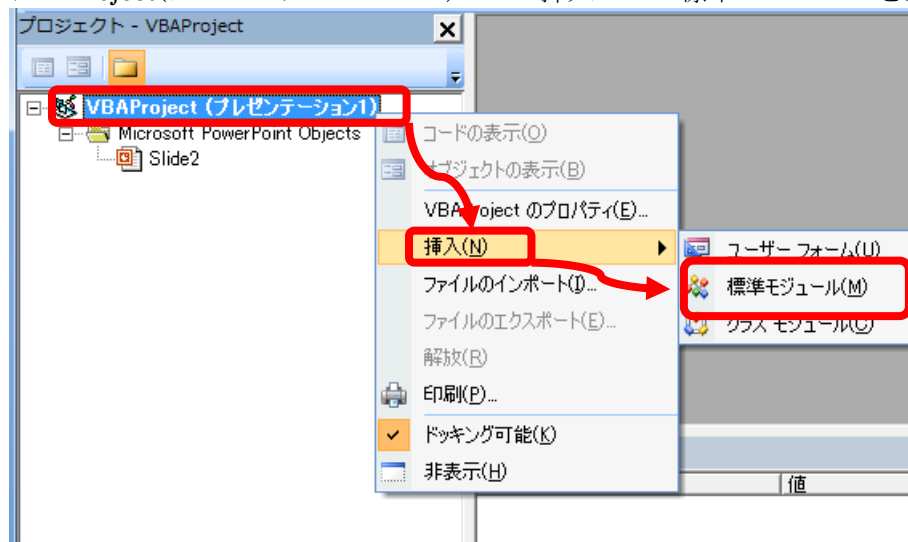 プロジェクト - VBAProject
VBAProject (プレゼンテーション1)
Microsoft PowerPoint Objects
Slide2
コードの表示(O)
オブジェクトの表示(B)
VBAProject のプロパティ(E)...
挿入(N)
ファイルのインポート(I)...
ファイルのエクスポート(E)...
解放(R)
印刷(P)...
ドッキング可能(K)
非表示(H)
ユーザー フォーム(U)
標準モジュール(M)
クラス モジュール(C)
値